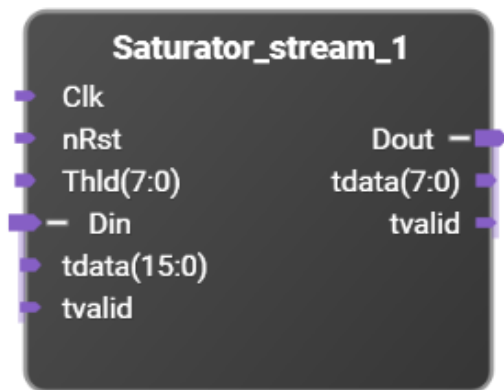 Saturator_stream_1
Clk
nRst
Dout
Thld(7:0)
tdata(7:0)
Din
tvalid
tdata(15:0)
tvalid